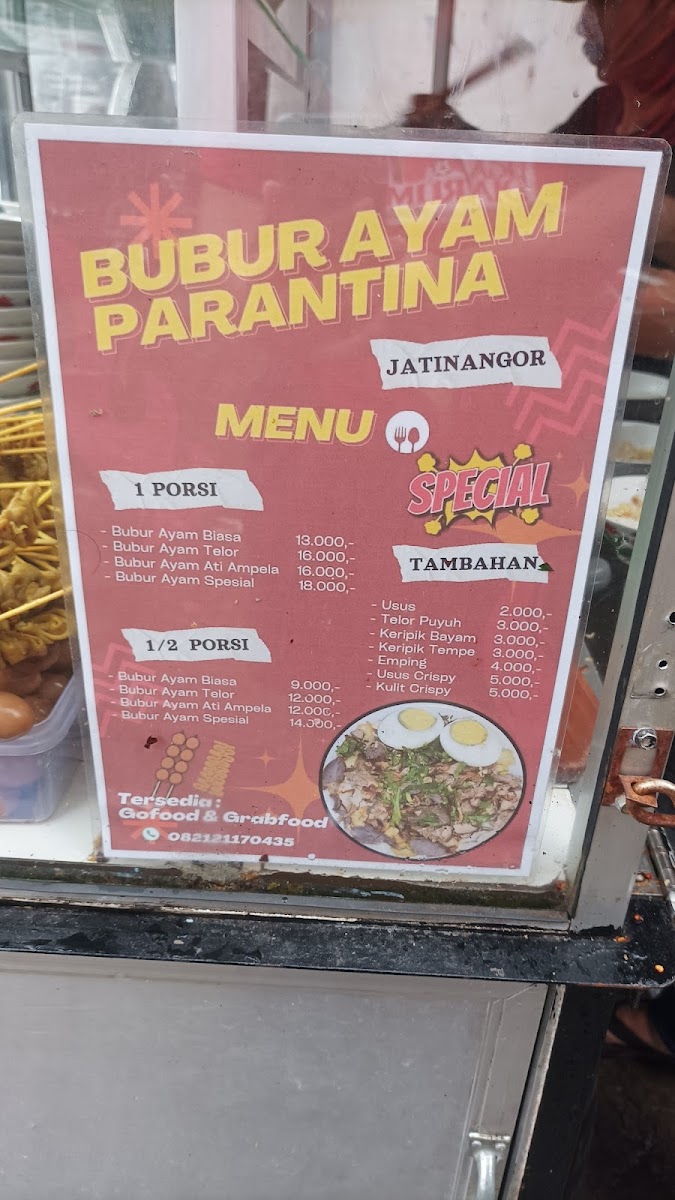 BUBUR AYAM
PARANTINA
JATINANGOR
MENU
SPECIAL
1 PORSI
- Bubur Ayam Biasa 13.000,-
- Bubur Ayam Telor 16.000,-
- Bubur Ayam Ati Ampela 16.000,-
- Bubur Ayam Spesial 18.000,-
1/2 PORSI
- Bubur Ayam Biasa 9.000,-
- Bubur Ayam Telor 12.000,-
- Bubur Ayam Ati Ampela 12.000,-
- Bubur Ayam Spesial 14.000,-
TAMBAHAN
- Usus 2.000,-
- Telor Puyuh 3.000,-
- Keripik Bayam 3.000,-
- Keripik Tempe 3.000,-
- Emping 4.000,-
- Usus Crispy 5.000,-
- Kulit Crispy 5.000,-
Tersedia :
Gofood & Grabfood
082121170435